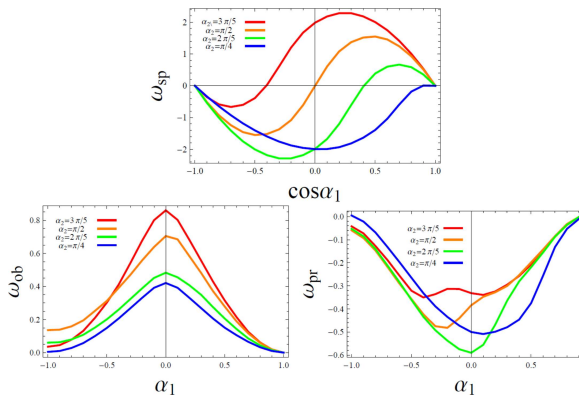 α₂=3π/5
α₂=π/2
α₂=2π/5
α₂=π/4
ω_sp
2
1
0
-1
-2
-1.0
-0.5
0.0
0.5
1.0
cosα₁
α₂=3π/5
α₂=π/2
α₂=2π/5
α₂=π/4
ω_ob
0.8
0.6
0.4
0.2
0.0
-1.0
-0.5
0.0
0.5
1.0
α₁
α₂=3π/5
α₂=π/2
α₂=2π/5
α₂=π/4
ω_pr
0.0
-0.1
-0.2
-0.3
-0.4
-0.5
-0.6
-1.0
-0.5
0.0
0.5
α₁